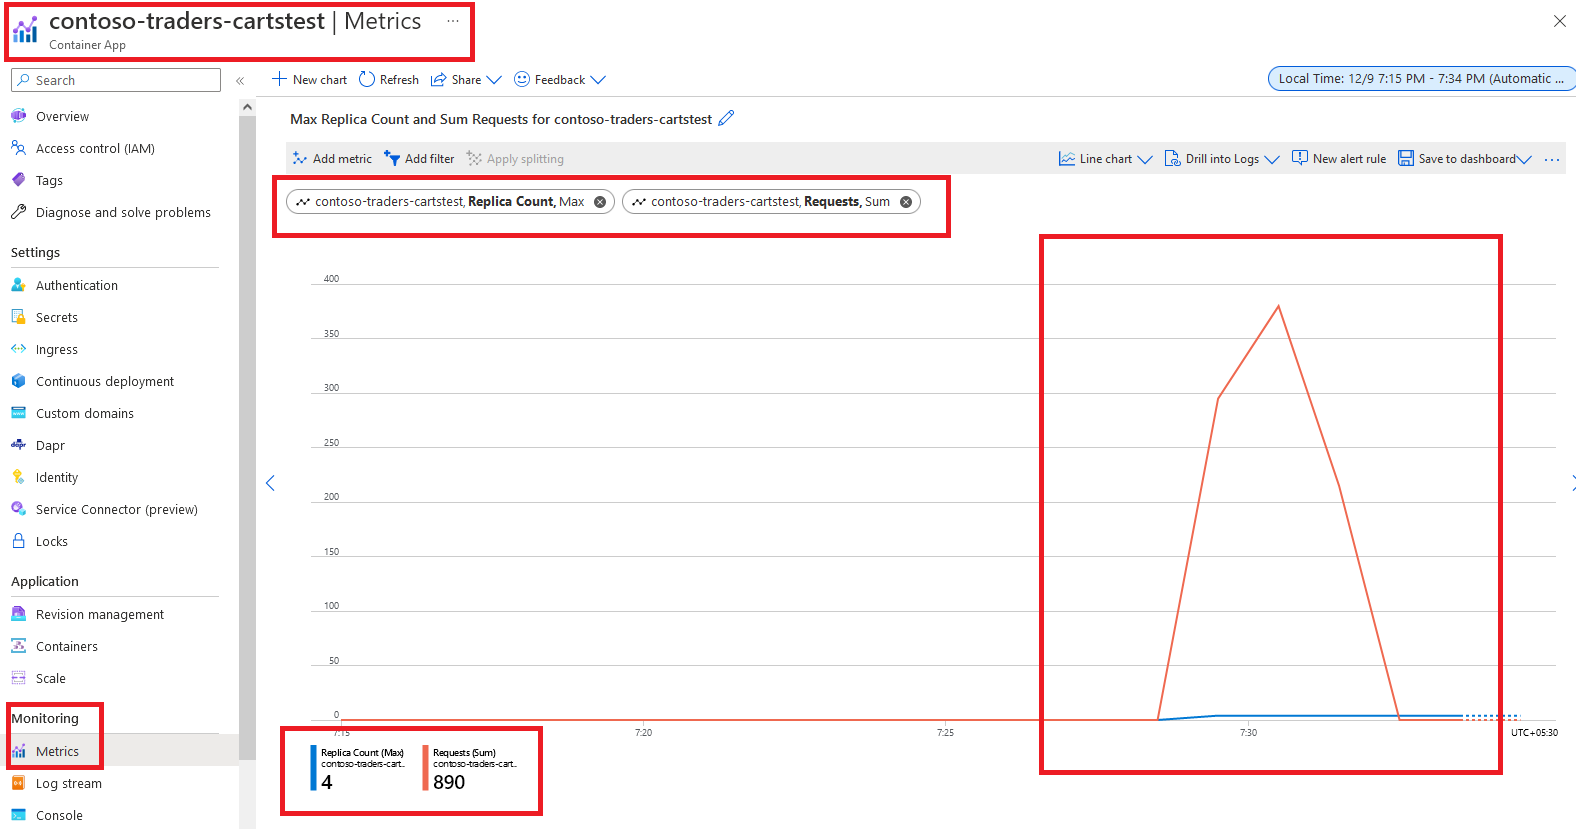 contoso-traders-cartstest | Metrics ...
Container App
Search
Overview
Access control (IAM)
Tags
Diagnose and solve problems
Settings
Authentication
Secrets
Ingress
Continuous deployment
Custom domains
dapr Dapr
Identity
Service Connector (preview)
Locks
Application
Revision management
Containers
Scale
Monitoring
Metrics
Log stream
Console
New chart Refresh Share Feedback
Local Time: 12/9 7:15 PM - 7:34 PM (Automatic ...
Max Replica Count and Sum Requests for contoso-traders-cartstest
Add metric Add filter Apply splitting Line chart Drill into Logs New alert rule Save to dashboard ...
contoso-traders-cartstest, Replica Count, Max contoso-traders-cartstest, Requests, Sum
400
350
300
250
200
150
100
50
0
7:15 7:20 7:25 7:30 UTC+05:30
Replica Count (Max) Requests (Sum)
contoso-traders-cart.. contoso-traders-cart...
4 890